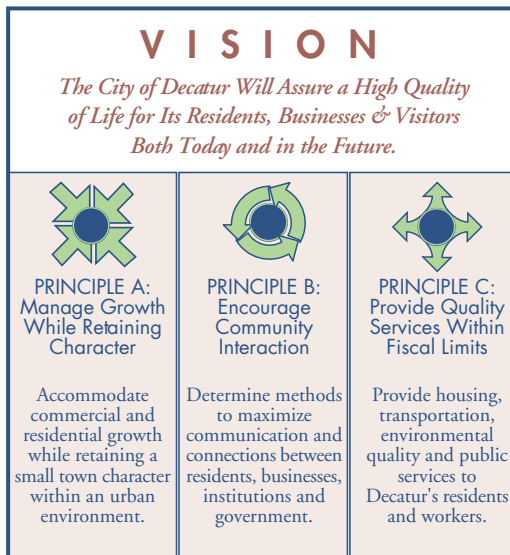 VISION
The City of Decatur Will Assure a High Quality
of Life for Its Residents, Businesses & Visitors
Both Today and in the Future.
PRINCIPLE A:
Manage Growth
While Retaining
Character
Accommodate
commercial and
residential growth
while retaining a
small town character
within an urban
environment.
PRINCIPLE B:
Encourage
Community
Interaction
Determine methods
to maximize
communication and
connections between
residents, businesses,
institutions and
government.
PRINCIPLE C:
Provide Quality
Services Within
Fiscal Limits
Provide housing,
transportation,
environmental
quality and public
services to
Decatur's residents
and workers.